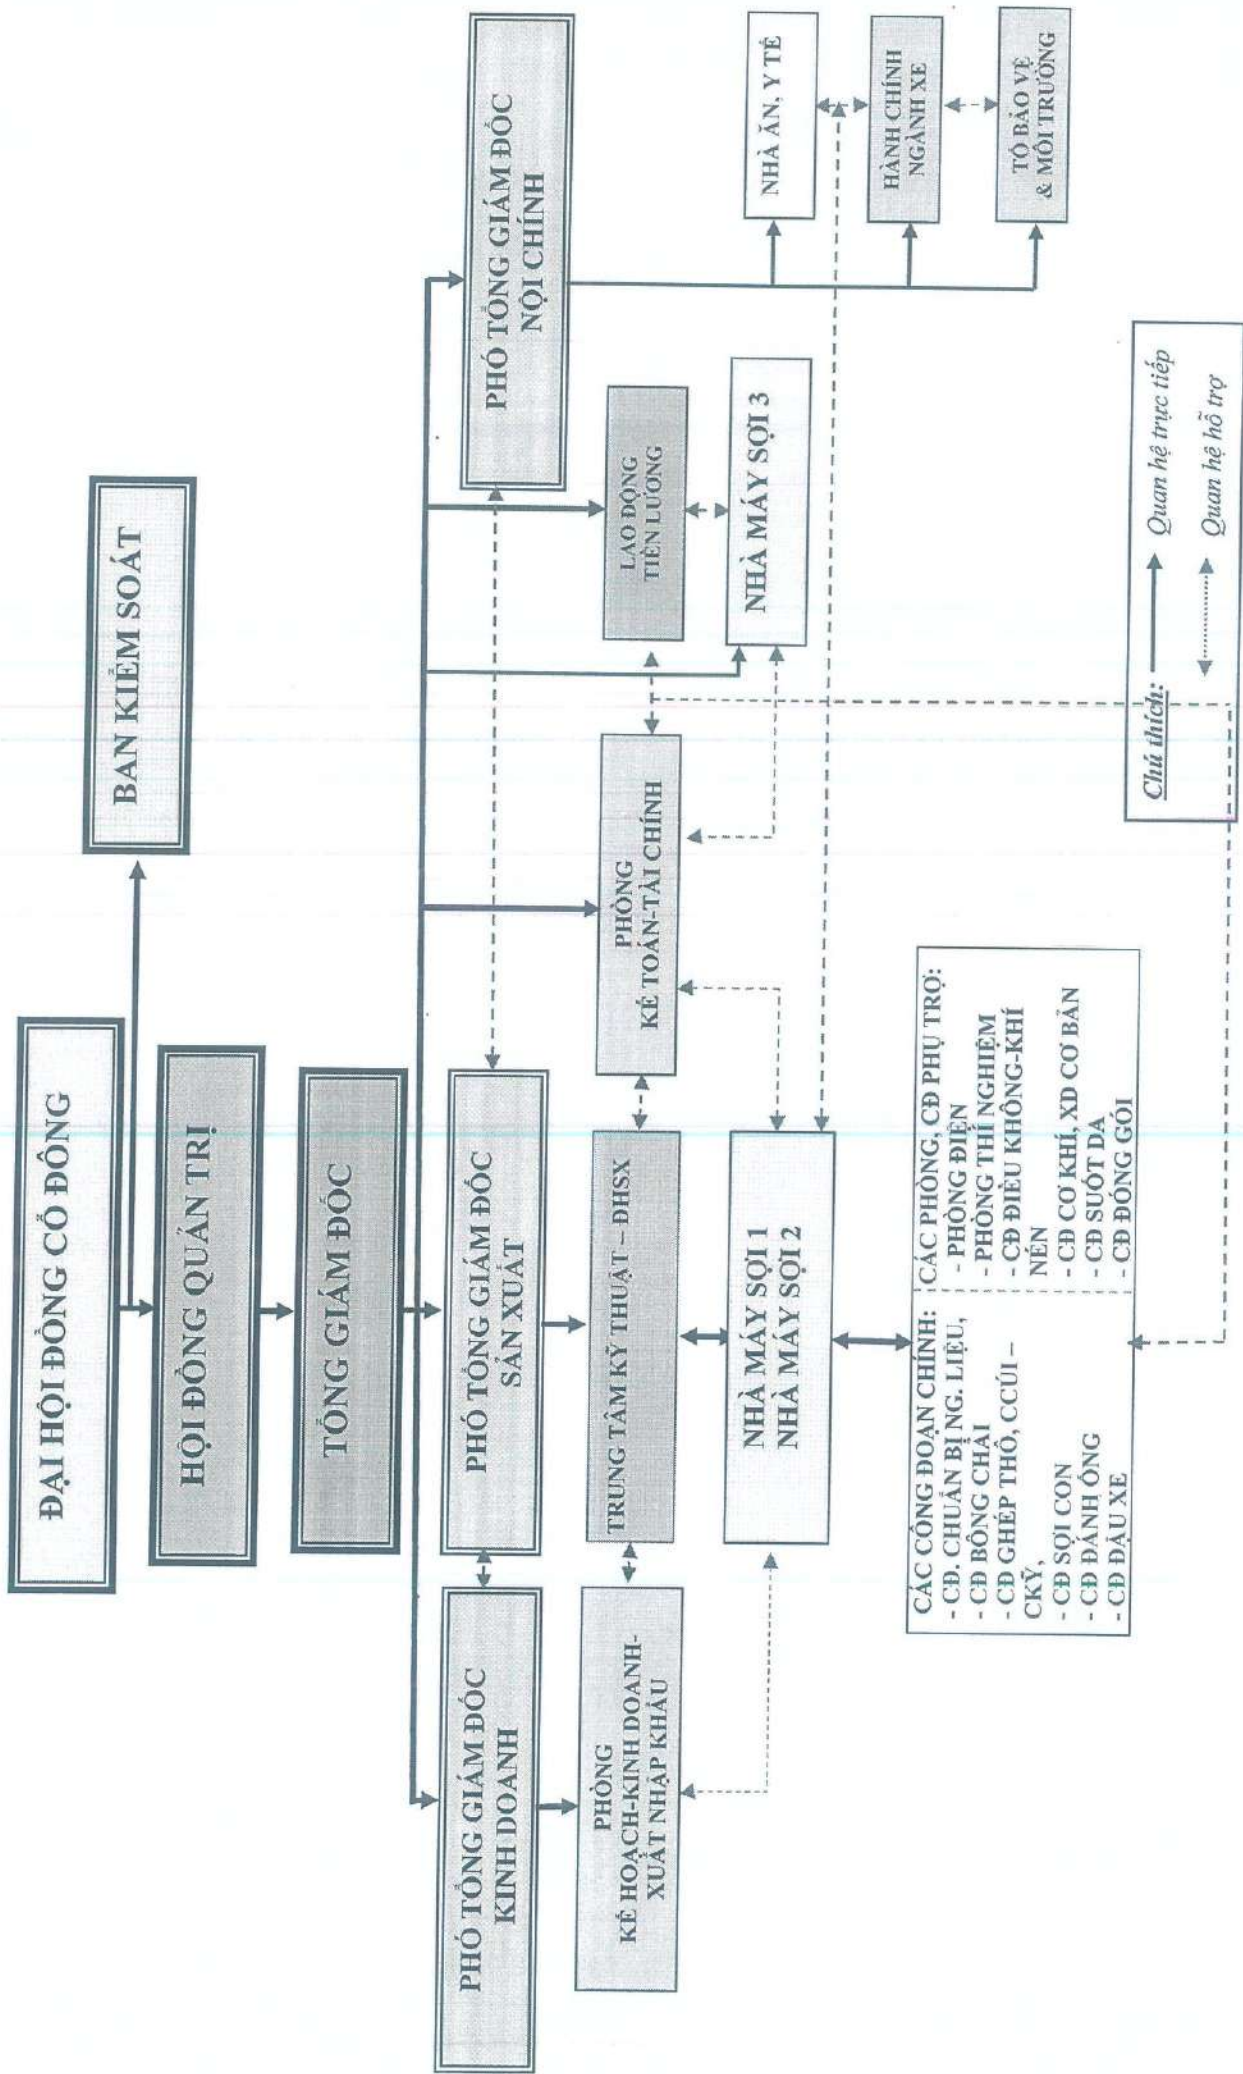 ĐẠI HỘI ĐỒNG CỔ ĐÔNG
BAN KIỂM SOÁT
HỘI ĐỒNG QUẢN TRỊ
TỔNG GIÁM ĐỐC
PHÓ TỔNG GIÁM ĐỐC
KINH DOANH
PHÓ TỔNG GIÁM ĐỐC
SẢN XUẤT
PHÓ TỔNG GIÁM ĐỐC
NỘI CHÍNH
PHÒNG
KẾ HOẠCH-KINH DOANH-
XUẤT NHẬP KHẨU
TRUNG TÂM KỸ THUẬT – ĐHSX
PHÒNG
KẾ TOÁN-TÀI CHÍNH
LAO ĐỘNG
TIỀN LƯƠNG
NHÀ MÁY SỢI 1
NHÀ MÁY SỢI 2
NHÀ MÁY SỢI 3
NHÀ ĂN, Y TẾ
HÀNH CHÍNH
NGÀNH XE
TỔ BẢO VỆ
& MÔI TRƯỜNG
CÁC CÔNG ĐOẠN CHÍNH:
- CĐ. CHUẨN BỊ NG. LIỆU,
- CĐ BÔNG CHẢI
- CĐ GHÉP THÔ, CCÚI –
CKỸ,
- CĐ SỢI CON
- CĐ ĐÁNH ỐNG
- CĐ ĐẬU XE
CÁC PHÒNG, CĐ PHỤ TRỢ:
- PHÒNG ĐIỆN
- PHÒNG THÍ NGHIỆM
- CĐ ĐIỀU KHÔNG-KHÍ
NÉN
- CĐ CƠ KHÍ, XD CƠ BẢN
- CĐ SUỐT DA
- CĐ ĐÓNG GÓI
Chú thích:
Quan hệ trực tiếp
Quan hệ hỗ trợ